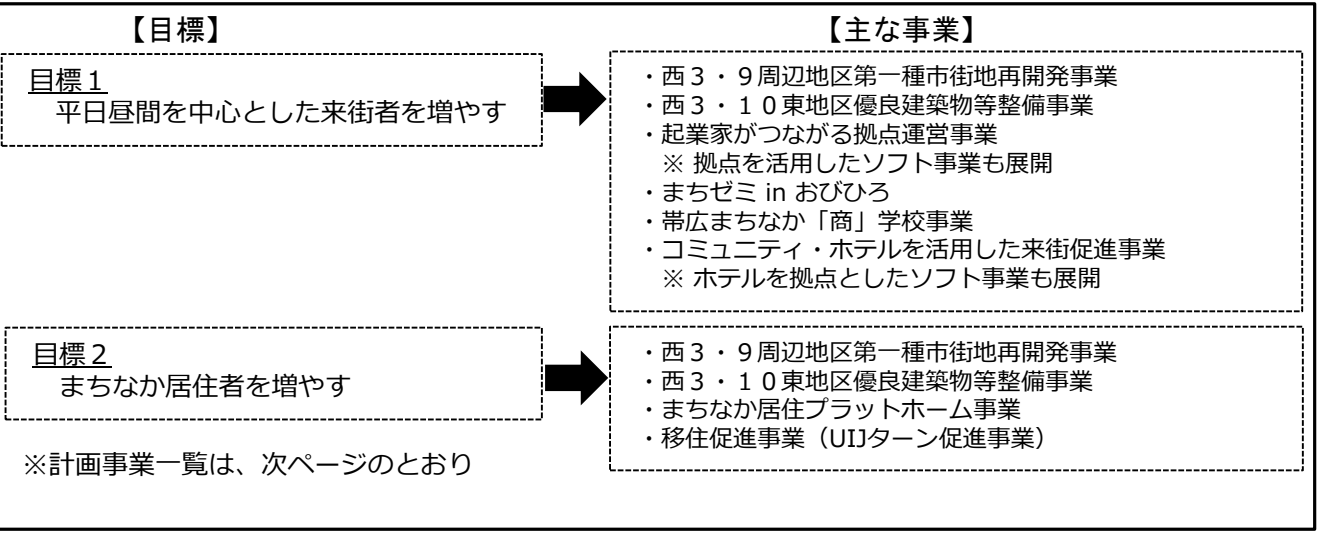 【目標】
【主な事業】
目標１
平日昼間を中心とした来街者を増やす
・西３・９周辺地区第一種市街地再開発事業
・西３・１０東地区優良建築物等整備事業
・起業家がつながる拠点運営事業
※ 拠点を活用したソフト事業も展開
・まちゼミ in おびひろ
・帯広まちなか「商」学校事業
・コミュニティ・ホテルを活用した来街促進事業
※ ホテルを拠点としたソフト事業も展開
目標２
まちなか居住者を増やす
・西３・９周辺地区第一種市街地再開発事業
・西３・１０東地区優良建築物等整備事業
・まちなか居住プラットホーム事業
・移住促進事業（UIJターン促進事業）
※計画事業一覧は、次ページのとおり